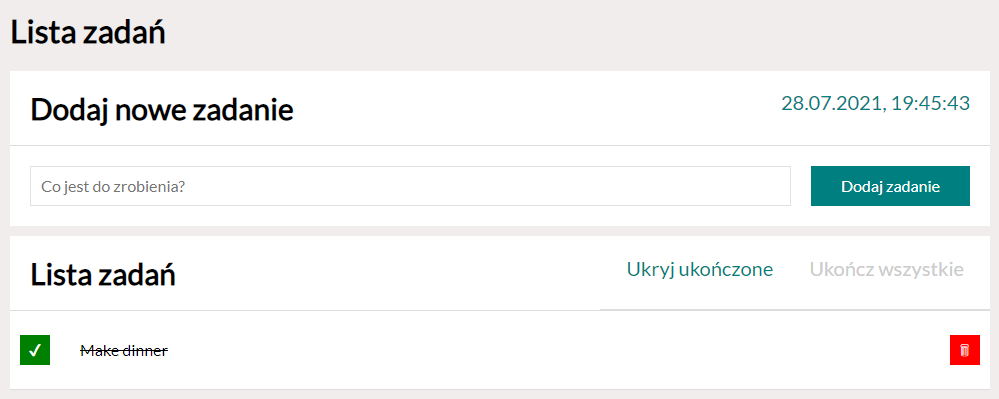 Lista zadań
Dodaj nowe zadanie
28.07.2021, 19:45:43
Co jest do zrobienia?
Dodaj zadanie
Lista zadań
Ukryj ukończone
Ukończ wszystkie
Make dinner